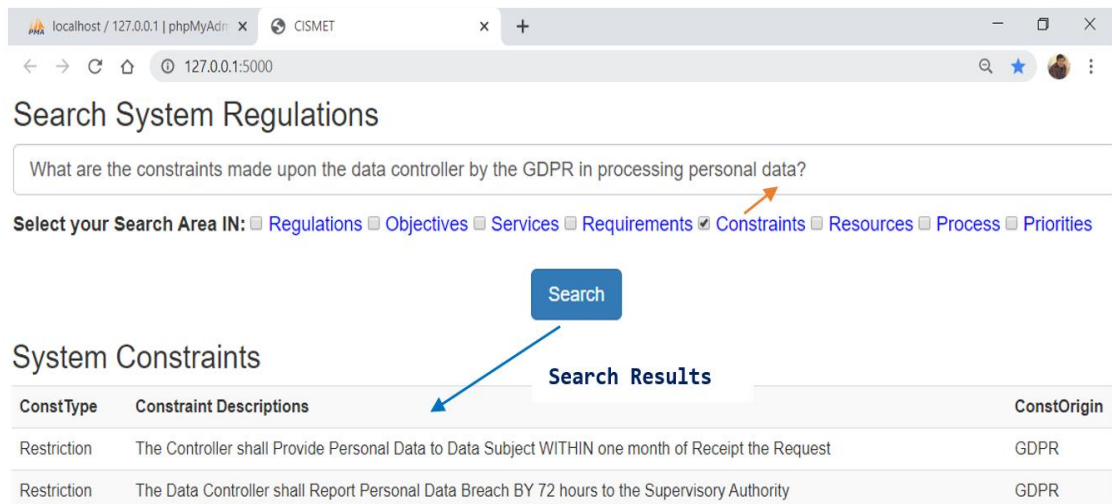 PMA localhost / 127.0.0.1 | phpMyAdm
CISMET
127.0.0.1:5000
Search System Regulations
What are the constraints made upon the data controller by the GDPR in processing personal data?
Select your Search Area IN: Regulations Objectives Services Requirements Constraints Resources Process Priorities
Search
System Constraints
Search Results
ConstType Constraint Descriptions ConstOrigin
Restriction The Controller shall Provide Personal Data to Data Subject WITHIN one month of Receipt the Request GDPR
Restriction The Data Controller shall Report Personal Data Breach BY 72 hours to the Supervisory Authority GDPR